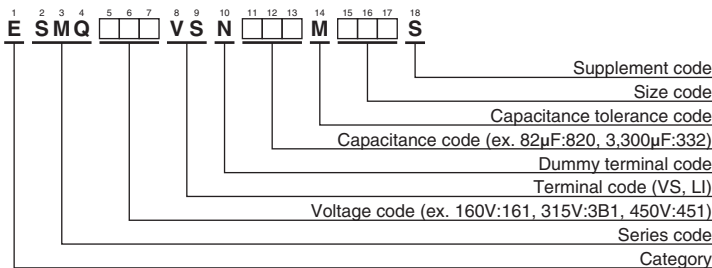 1 2 3 4 5 6 7 8 9 10 11 12 13 14 15 16 17 18
E SMQ □□□ VS N □□□ M □□□ S
Supplement code
Size code
Capacitance tolerance code
Capacitance code (ex. 82µF:820, 3,300µF:332)
Dummy terminal code
Terminal code (VS, LI)
Voltage code (ex. 160V:161, 315V:3B1, 450V:451)
Series code
Category